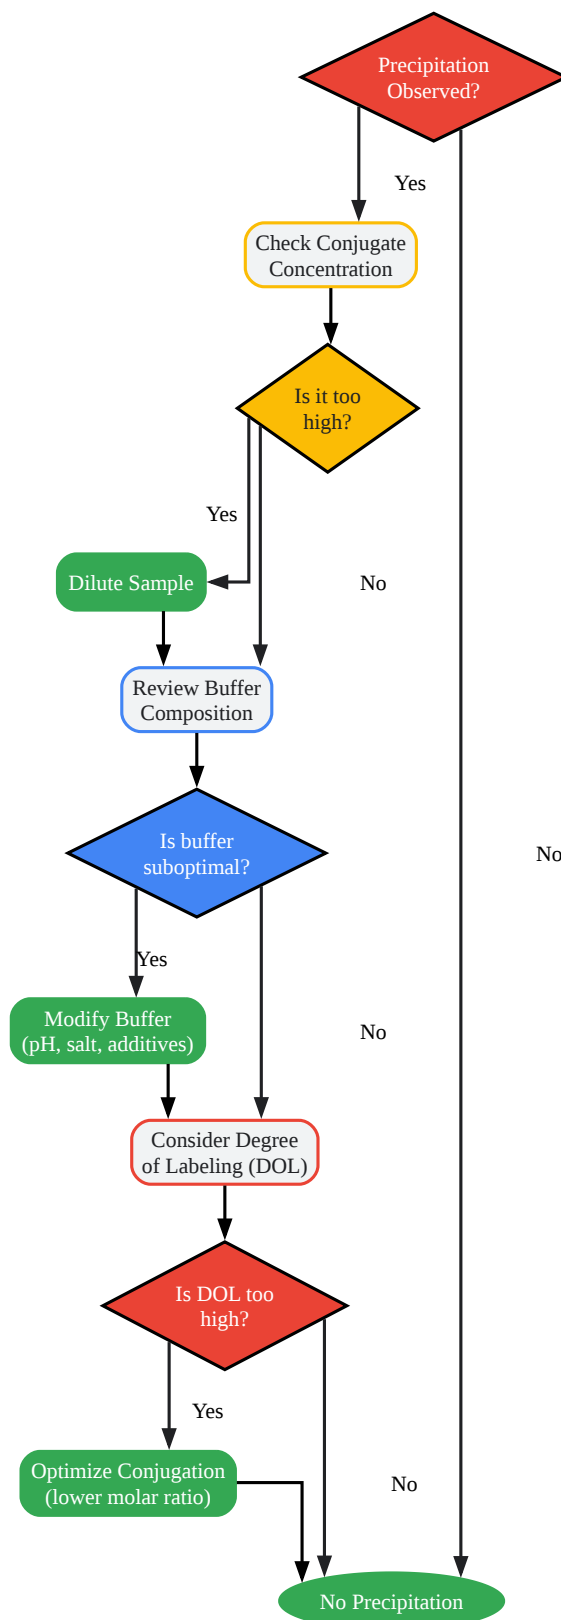 Precipitation
Observed?
Yes
Check Conjugate
Concentration
Is it too
high?
Yes
Dilute Sample
No
Review Buffer
Composition
Is buffer
suboptimal?
No
Yes
Modify Buffer
(pH, salt, additives)
No
Consider Degree
of Labeling (DOL)
Is DOL too
high?
Yes
Optimize Conjugation
(lower molar ratio)
No
No Precipitation